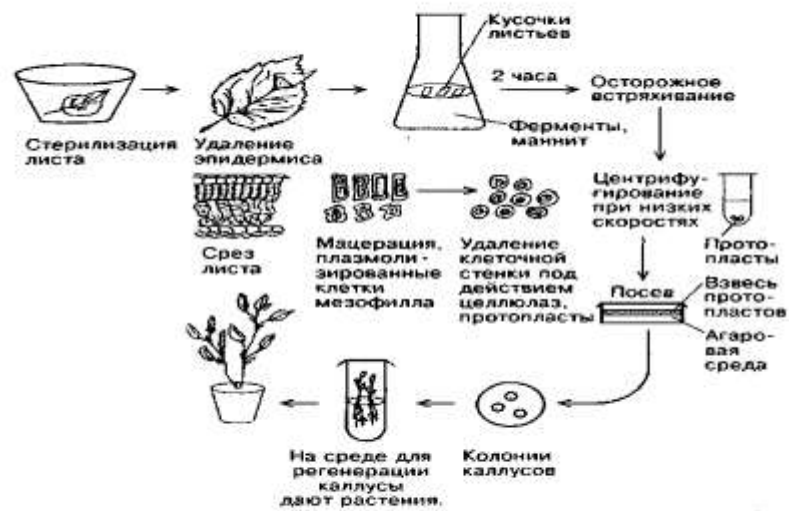 Кусочки
листьев
2 часа
Осторожное
встряхивание
Ферменты,
маннит
Стерилизация
листа
Удаление
эпидермиса
Центрифу-
гирование
при низких
скоростях
Прото-
пласты
Срез
листа
Мацерация,
плазмоли-
зированные
клетки
мезофилла
Удаление
клеточной
стенки под
действием
целлюлаз,
протопласты
Посев
Взвесь
прото-
пластов
Агаро-
вая
среда
На среде для
регенерации
каллусы
дают растения.
Колонии
каллусов